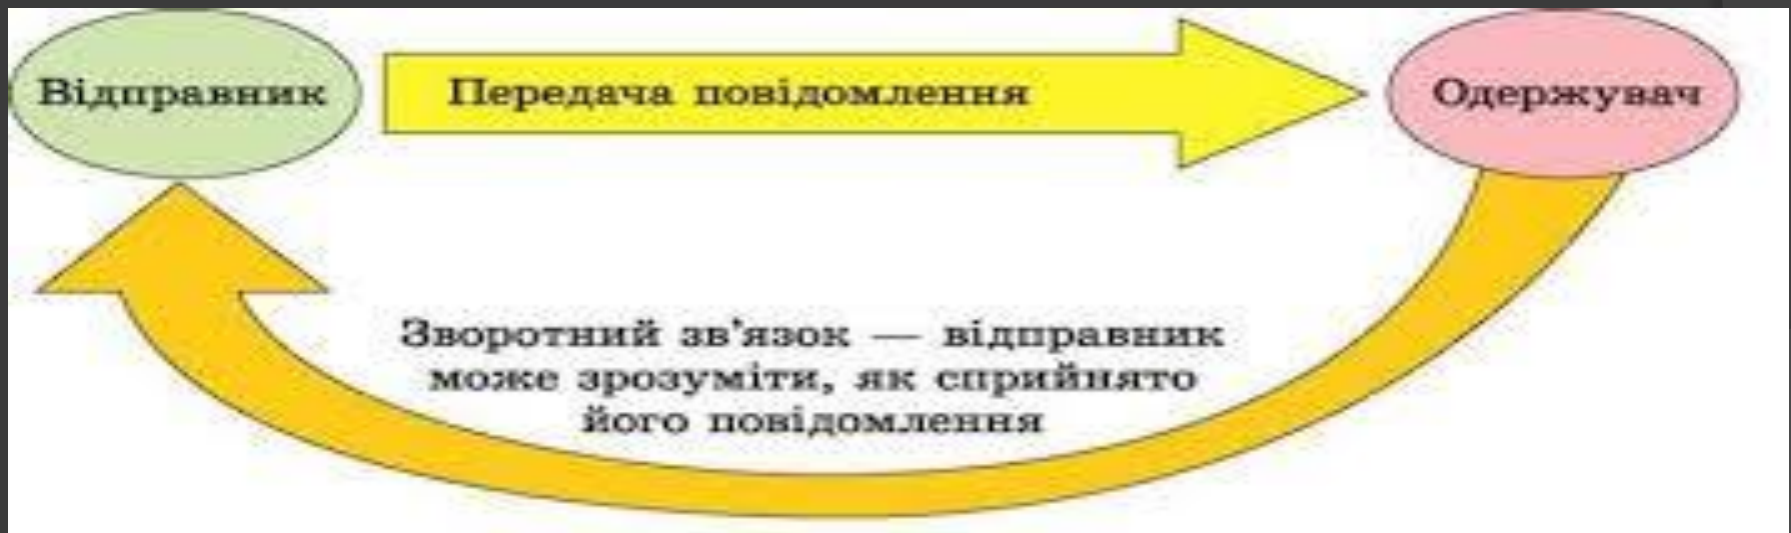 Відправник
Передача повідомлення
Одержувач
Зворотний зв'язок — відправник
може зрозуміти, як сприйнято
його повідомлення